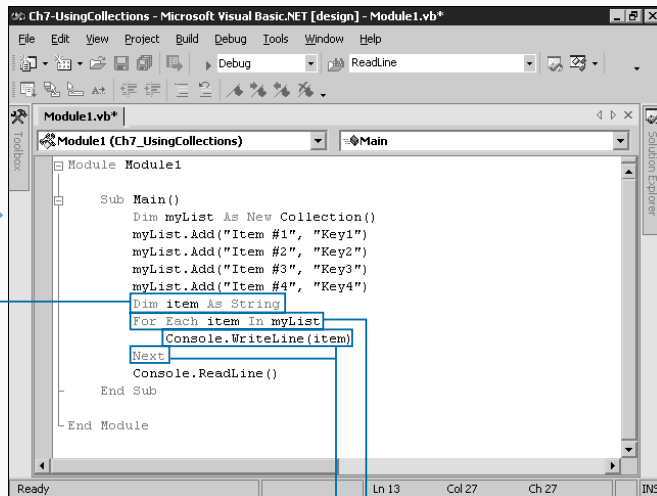 Ch7-UsingCollections - Microsoft Visual Basic.NET [design] - Module1.vb*
File Edit View Project Build Debug Tools Window Help
Debug ReadLine
Module1.vb*
Toolbox
Solution Explorer
Module1 (Ch7_UsingCollections) Main
Module Module1
Sub Main()
Dim myList As New Collection()
myList.Add("Item #1", "Key1")
myList.Add("Item #2", "Key2")
myList.Add("Item #3", "Key3")
myList.Add("Item #4", "Key4")
Dim item As String
For Each item In myList
Console.WriteLine(item)
Next
Console.ReadLine()
End Sub
End Module
Ready Ln 13 Col 27 Ch 27 INS